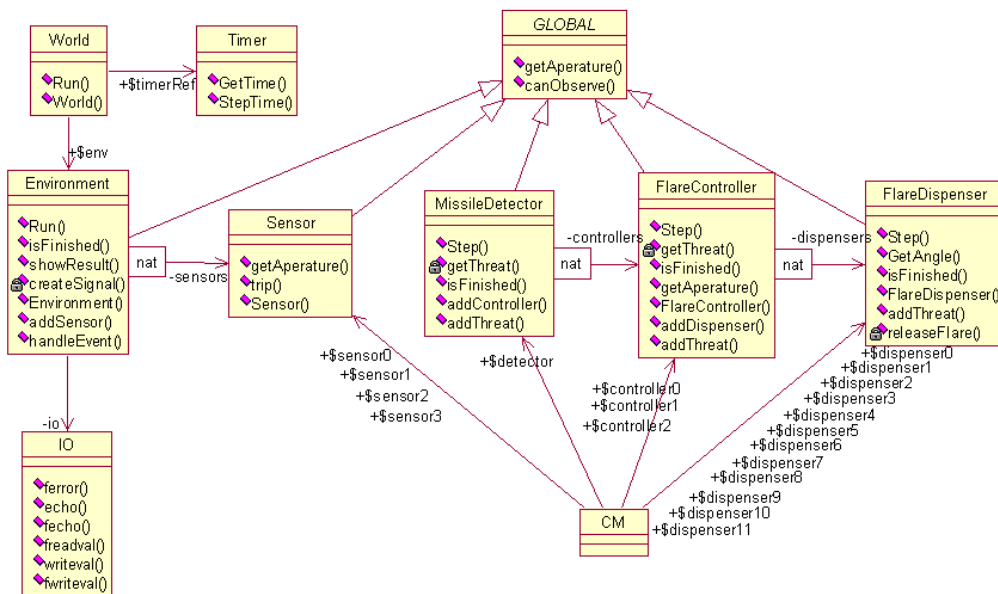 World
Run()
World()
+$timerRef
Timer
GetTime()
StepTime()
GLOBAL
getAperature()
canObserve()
+$env
Environment
Run()
isFinished()
showResult()
createSignal()
Environment()
addSensor()
handleEvent()
nat
-sensors
Sensor
getAperature()
trip()
Sensor()
MissileDetector
Step()
getThreat()
isFinished()
addController()
addThreat()
-controllers
nat
FlareController
Step()
getThreat()
isFinished()
getAperature()
FlareController()
addDispenser()
addThreat()
-dispensers
nat
FlareDispenser
Step()
GetAngle()
isFinished()
FlareDispenser()
addThreat()
releaseFlare()
+$sensor0
+$sensor1
+$sensor2
+$sensor3
+$detector
+$controller0
+$controller1
+$controller2
+$dispenser0
+$dispenser1
+$dispenser2
+$dispenser3
+$dispenser4
+$dispenser5
+$dispenser6
+$dispenser7
+$dispenser8
+$dispenser9
+$dispenser10
+$dispenser11
-io
IO
ferror()
echo()
fecho()
freadval()
writeval()
fwriteval()
CM